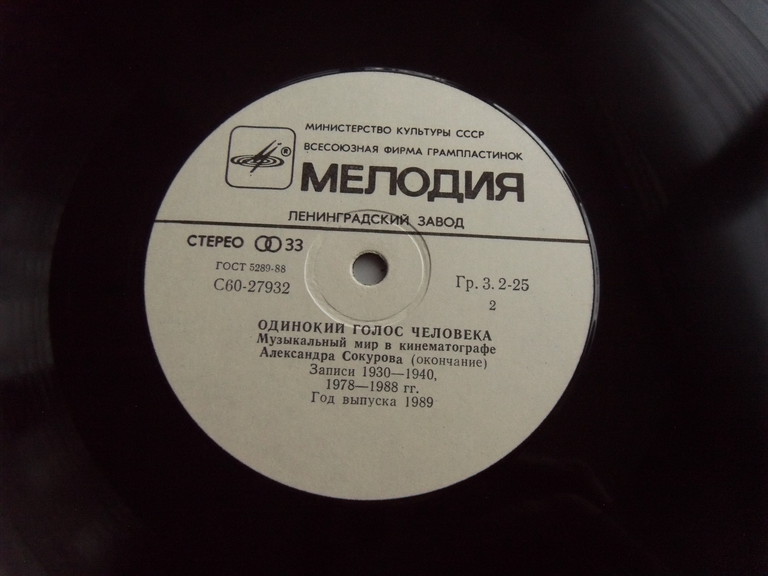 МИНИСТЕРСТВО КУЛЬТУРЫ СССР
ВСЕСОЮЗНАЯ ФИРМА ГРАМПЛАСТИНОК
®
МЕЛОДИЯ
ЛЕНИНГРАДСКИЙ ЗАВОД
СТЕРЕО 33
ГОСТ 5289-88
С60-27932
Гр. 3. 2-25
2
ОДИНОКИЙ ГОЛОС ЧЕЛОВЕКА
Музыкальный мир в кинематографе
Александра Сокурова (окончание)
Записи 1930—1940,
1978—1988 гг.
Год выпуска 1989